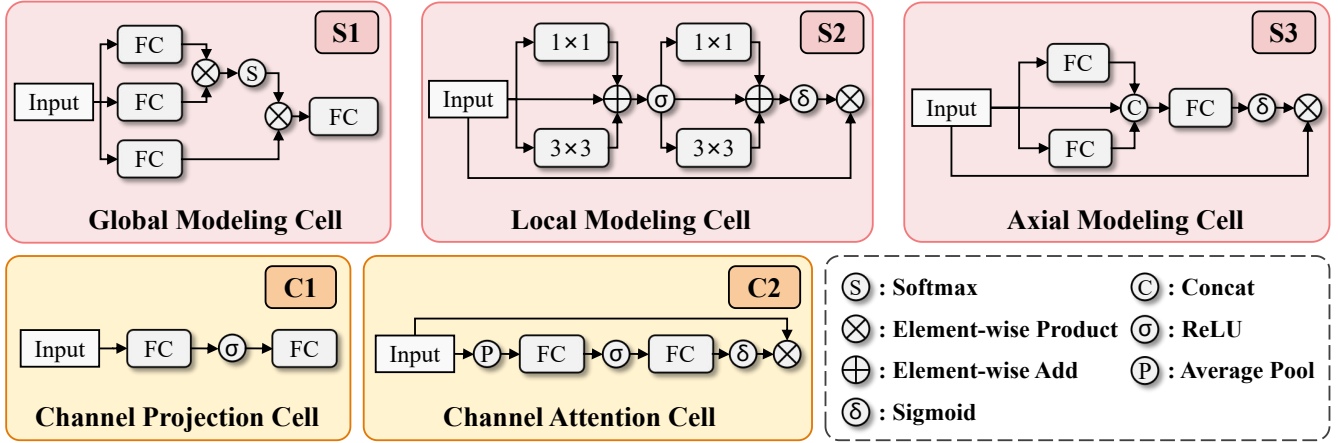 S1
FC
Input
FC
FC
S
FC
Global Modeling Cell
S2
1×1
1×1
Input
σ
δ
3×3
3×3
Local Modeling Cell
S3
FC
Input
C
FC
δ
FC
Axial Modeling Cell
C1
Input
FC
σ
FC
Channel Projection Cell
C2
Input
P
FC
σ
FC
δ
Channel Attention Cell
S : Softmax
: Element-wise Product
: Element-wise Add
δ : Sigmoid
C : Concat
σ : ReLU
P : Average Pool